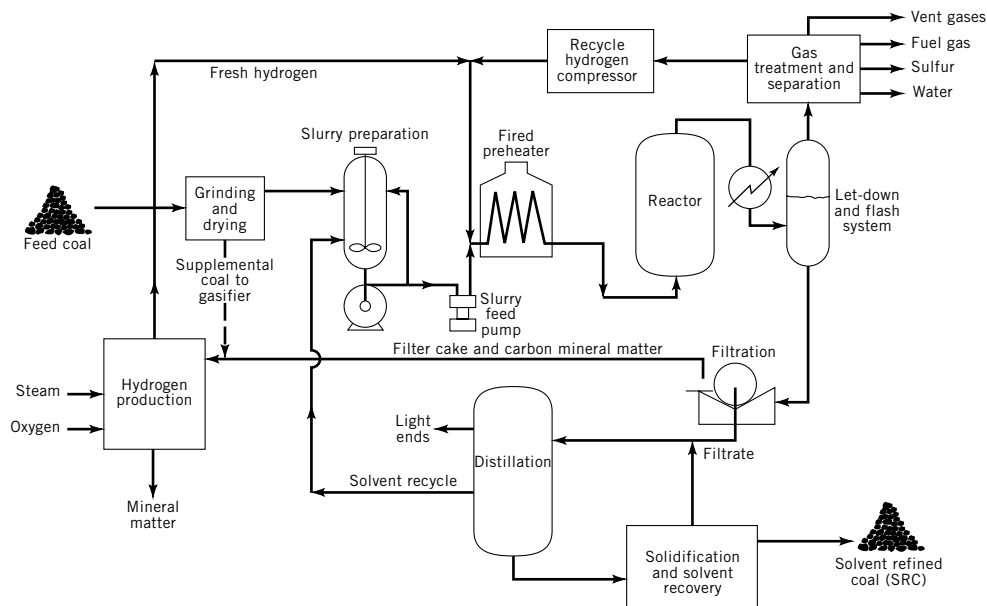 Vent gases
Fuel gas
Sulfur
Water
Recycle
hydrogen
compressor
Gas
treatment and
separation
Fresh hydrogen
Slurry preparation
Fired
preheater
Feed coal
Grinding
and
drying
Reactor
Let-down
and flash
system
Supplemental
coal to
gasifier
Slurry
feed
pump
Filter cake and carbon mineral matter
Filtration
Steam
Oxygen
Hydrogen
production
Light
ends
Distillation
Filtrate
Solvent recycle
Mineral
matter
Solidification
and solvent
recovery
Solvent refined
coal (SRC)